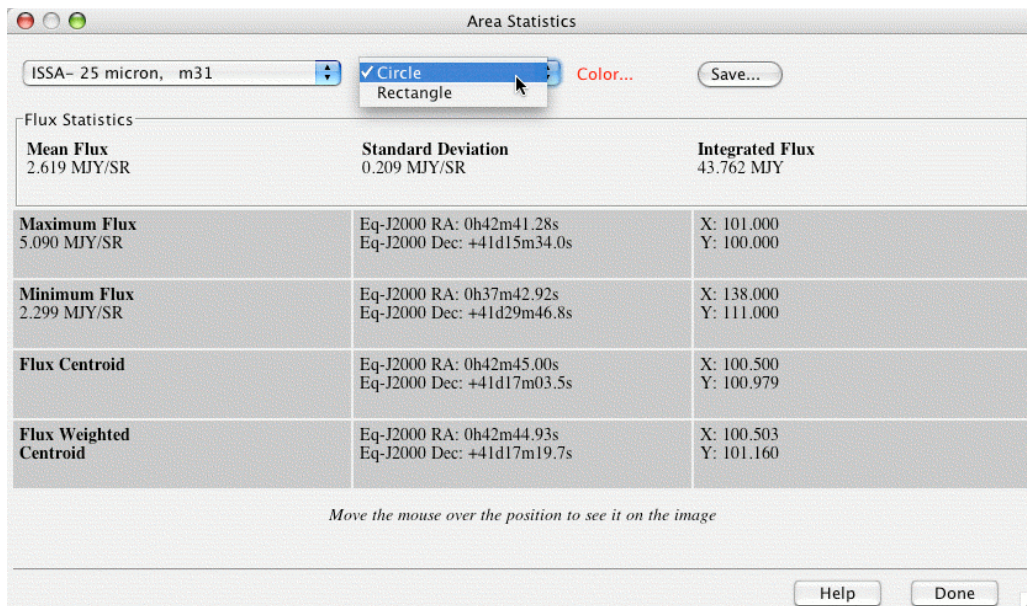 Area Statistics
ISSA- 25 micron, m31
✓ Circle
Rectangle
Color...
Save...
Flux Statistics
Mean Flux
2.619 MJY/SR
Standard Deviation
0.209 MJY/SR
Integrated Flux
43.762 MJY
Maximum Flux
5.090 MJY/SR
Eq-J2000 RA: 0h42m41.28s
Eq-J2000 Dec: +41d15m34.0s
X: 101.000
Y: 100.000
Minimum Flux
2.299 MJY/SR
Eq-J2000 RA: 0h37m42.92s
Eq-J2000 Dec: +41d29m46.8s
X: 138.000
Y: 111.000
Flux Centroid
Eq-J2000 RA: 0h42m45.00s
Eq-J2000 Dec: +41d17m03.5s
X: 100.500
Y: 100.979
Flux Weighted
Centroid
Eq-J2000 RA: 0h42m44.93s
Eq-J2000 Dec: +41d17m19.7s
X: 100.503
Y: 101.160
Move the mouse over the position to see it on the image
Help
Done